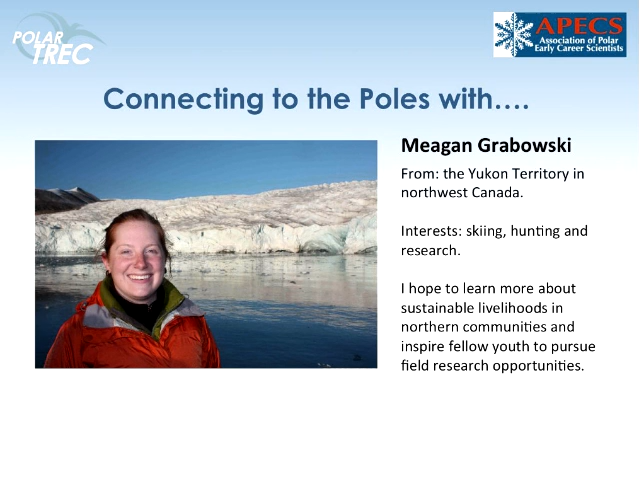 POLAR
TREC
APECS
Association of Polar
Early Career Scientists
Connecting to the Poles with….
Meagan Grabowski
From: the Yukon Territory in
northwest Canada.
Interests: skiing, hunting and
research.
I hope to learn more about
sustainable livelihoods in
northern communities and
inspire fellow youth to pursue
field research opportunities.